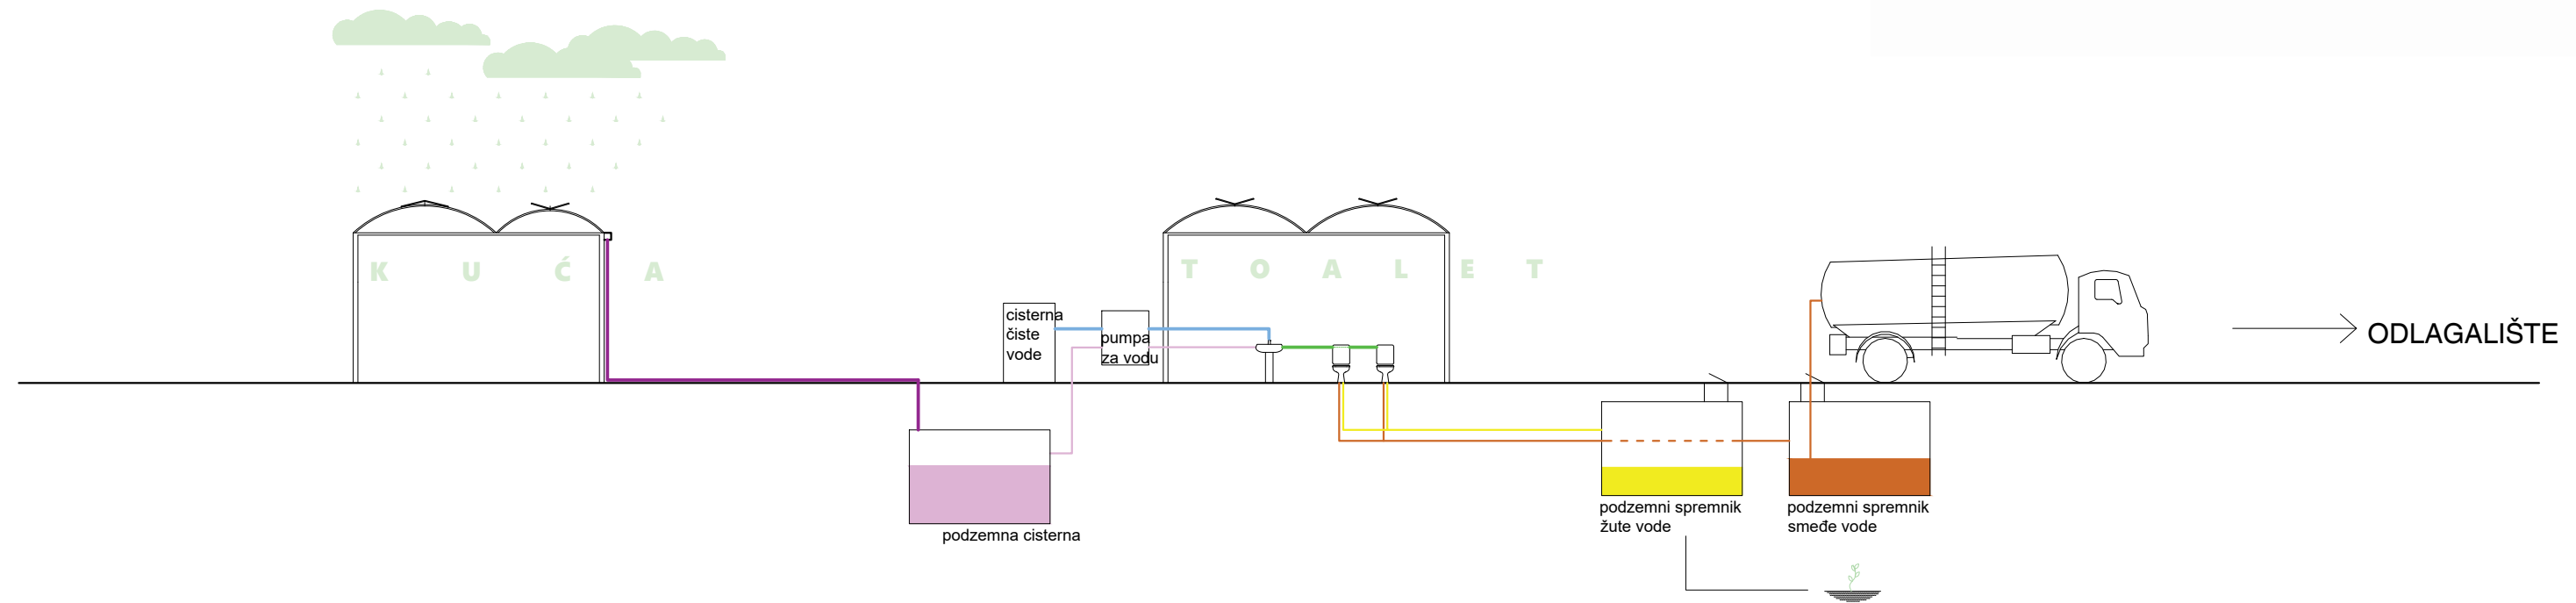 K U Ć A
T O A L E T
cisterna
čiste
vode
pumpa
za vodu
ODLAGALIŠTE
podzemna cisterna
podzemni spremnik
žute vode
podzemni spremnik
smeđe vode